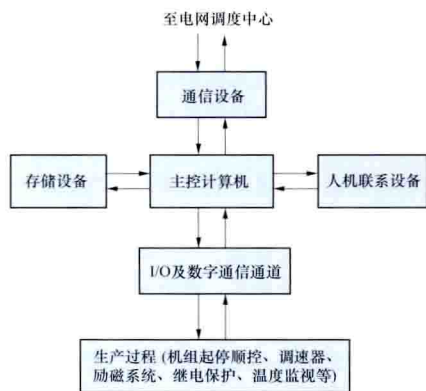 至电网调度中心
通信设备
存储设备
主控计算机
人机联系设备
I/O及数字通信通道
生产过程 (机组起停顺控、调速器、
励磁系统、继电保护、温度监视等)